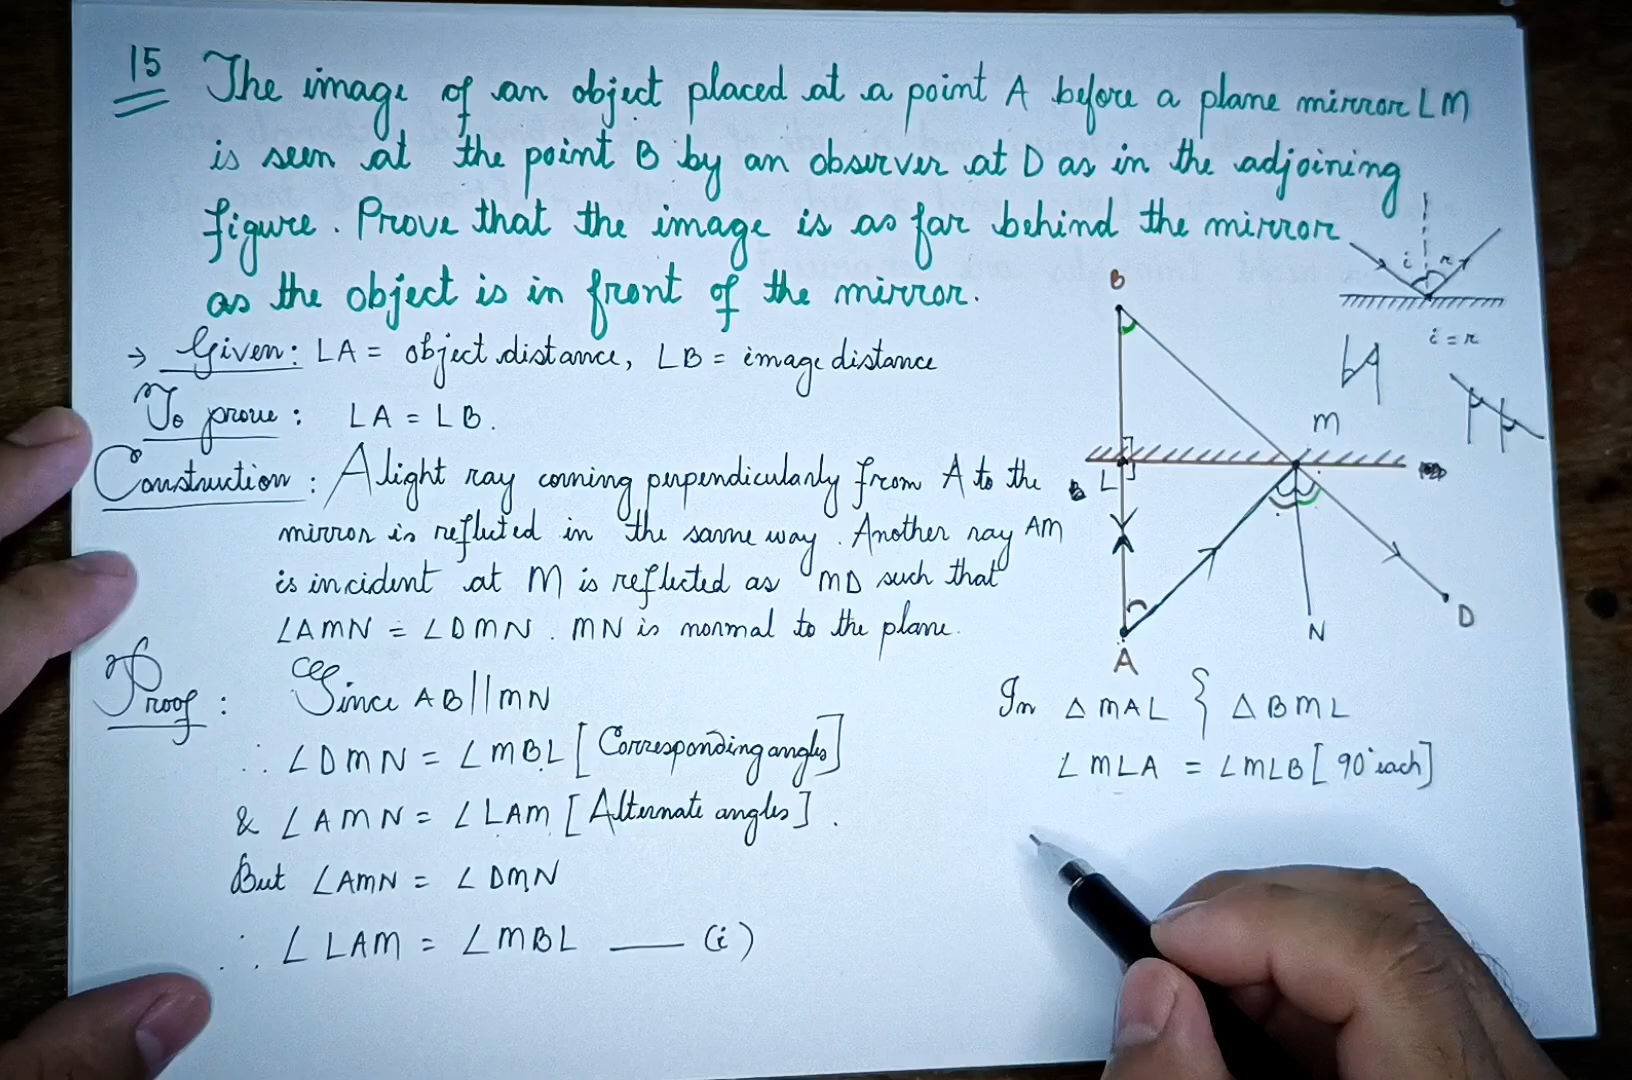 15 The image of an object placed at a point A before a plane mirror LM
is seen at the point B by an observer at D as in the adjoining
figure. Prove that the image is as far behind the mirror
as the object is in front of the mirror.
→ Given: LA = object distance, LB = image distance
To prove: LA = LB.
Construction: A light ray coming perpendicularly from A to the
mirror is reflected in the same way. Another ray AM
is incident at M is reflected as MD such that
∠AMN = ∠DMN. MN is normal to the plane.
Proof: Since AB||MN
∴ ∠DMN = ∠MBL [Corresponding angles]
& ∠AMN = ∠LAM [Alternate angles].
But ∠AMN = ∠DMN
∴ ∠LAM = ∠MBL —— (i)
i r
i = r
B
M
L
N
D
A
In △MAL } △BML
∠MLA = ∠MLB [90° each]